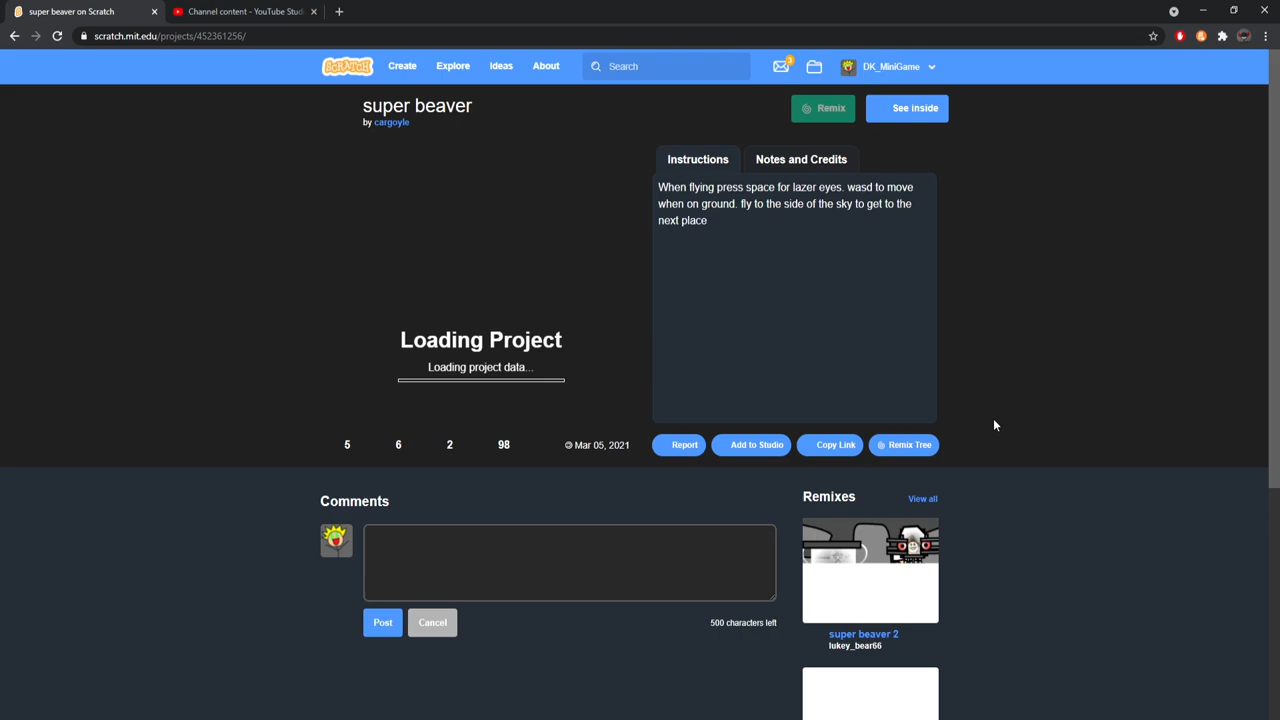 super beaver on Scratch
Channel content - YouTube Stud
scratch.mit.edu/projects/452361256/
SCRATCH
Create
Explore
Ideas
About
Search
3
DK_MiniGame
super beaver
by cargoyle
Remix
See inside
Instructions
Notes and Credits
When flying press space for lazer eyes. wasd to move
when on ground. fly to the side of the sky to get to the
next place
Loading Project
Loading project data...
5
6
2
98
© Mar 05, 2021
Report
Add to Studio
Copy Link
Remix Tree
Comments
Post
Cancel
500 characters left
Remixes
View all
super beaver 2
lukey_bear66